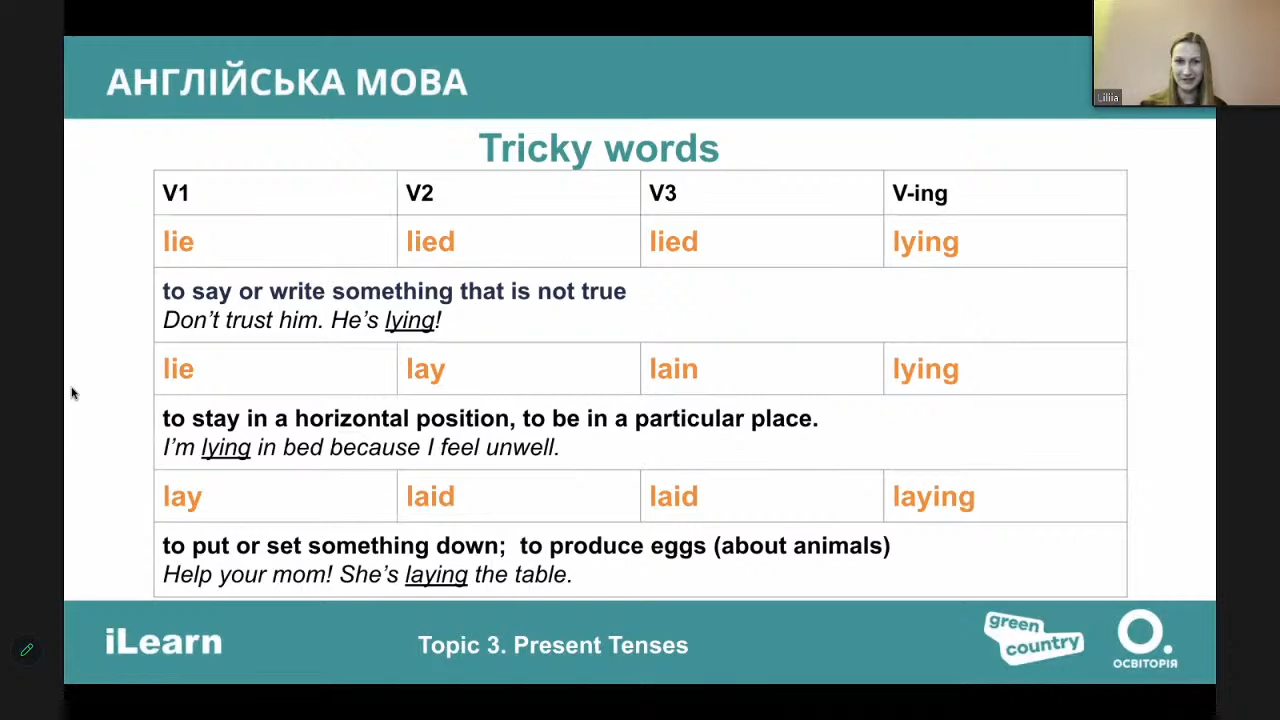 АНГЛІЙСЬКА МОВА
Liliia
Tricky words
V1 V2 V3 V-ing
lie lied lied lying
to say or write something that is not true
Don't trust him. He's lying!
lie lay lain lying
to stay in a horizontal position, to be in a particular place.
I'm lying in bed because I feel unwell.
lay laid laid laying
to put or set something down; to produce eggs (about animals)
Help your mom! She's laying the table.
iLearn
Topic 3. Present Tenses
green
country
О.
ОСВІТОРІЯ